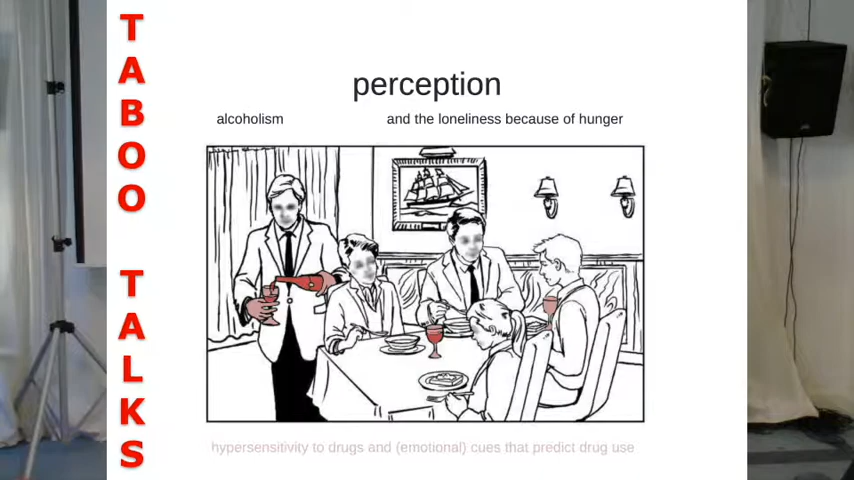 TABOO TALKS
perception
alcoholism and the loneliness because of hunger
hypersensitivity to drugs and (emotional) cues that predict drug use